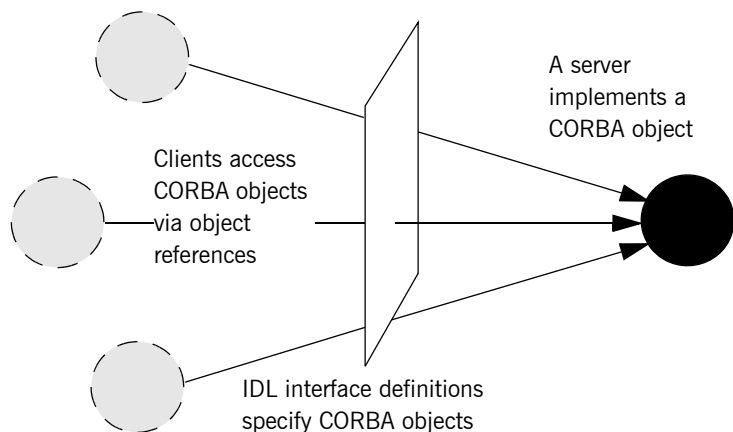 A server
implements a
CORBA object
Clients access
CORBA objects
via object
references
IDL interface definitions
specify CORBA objects